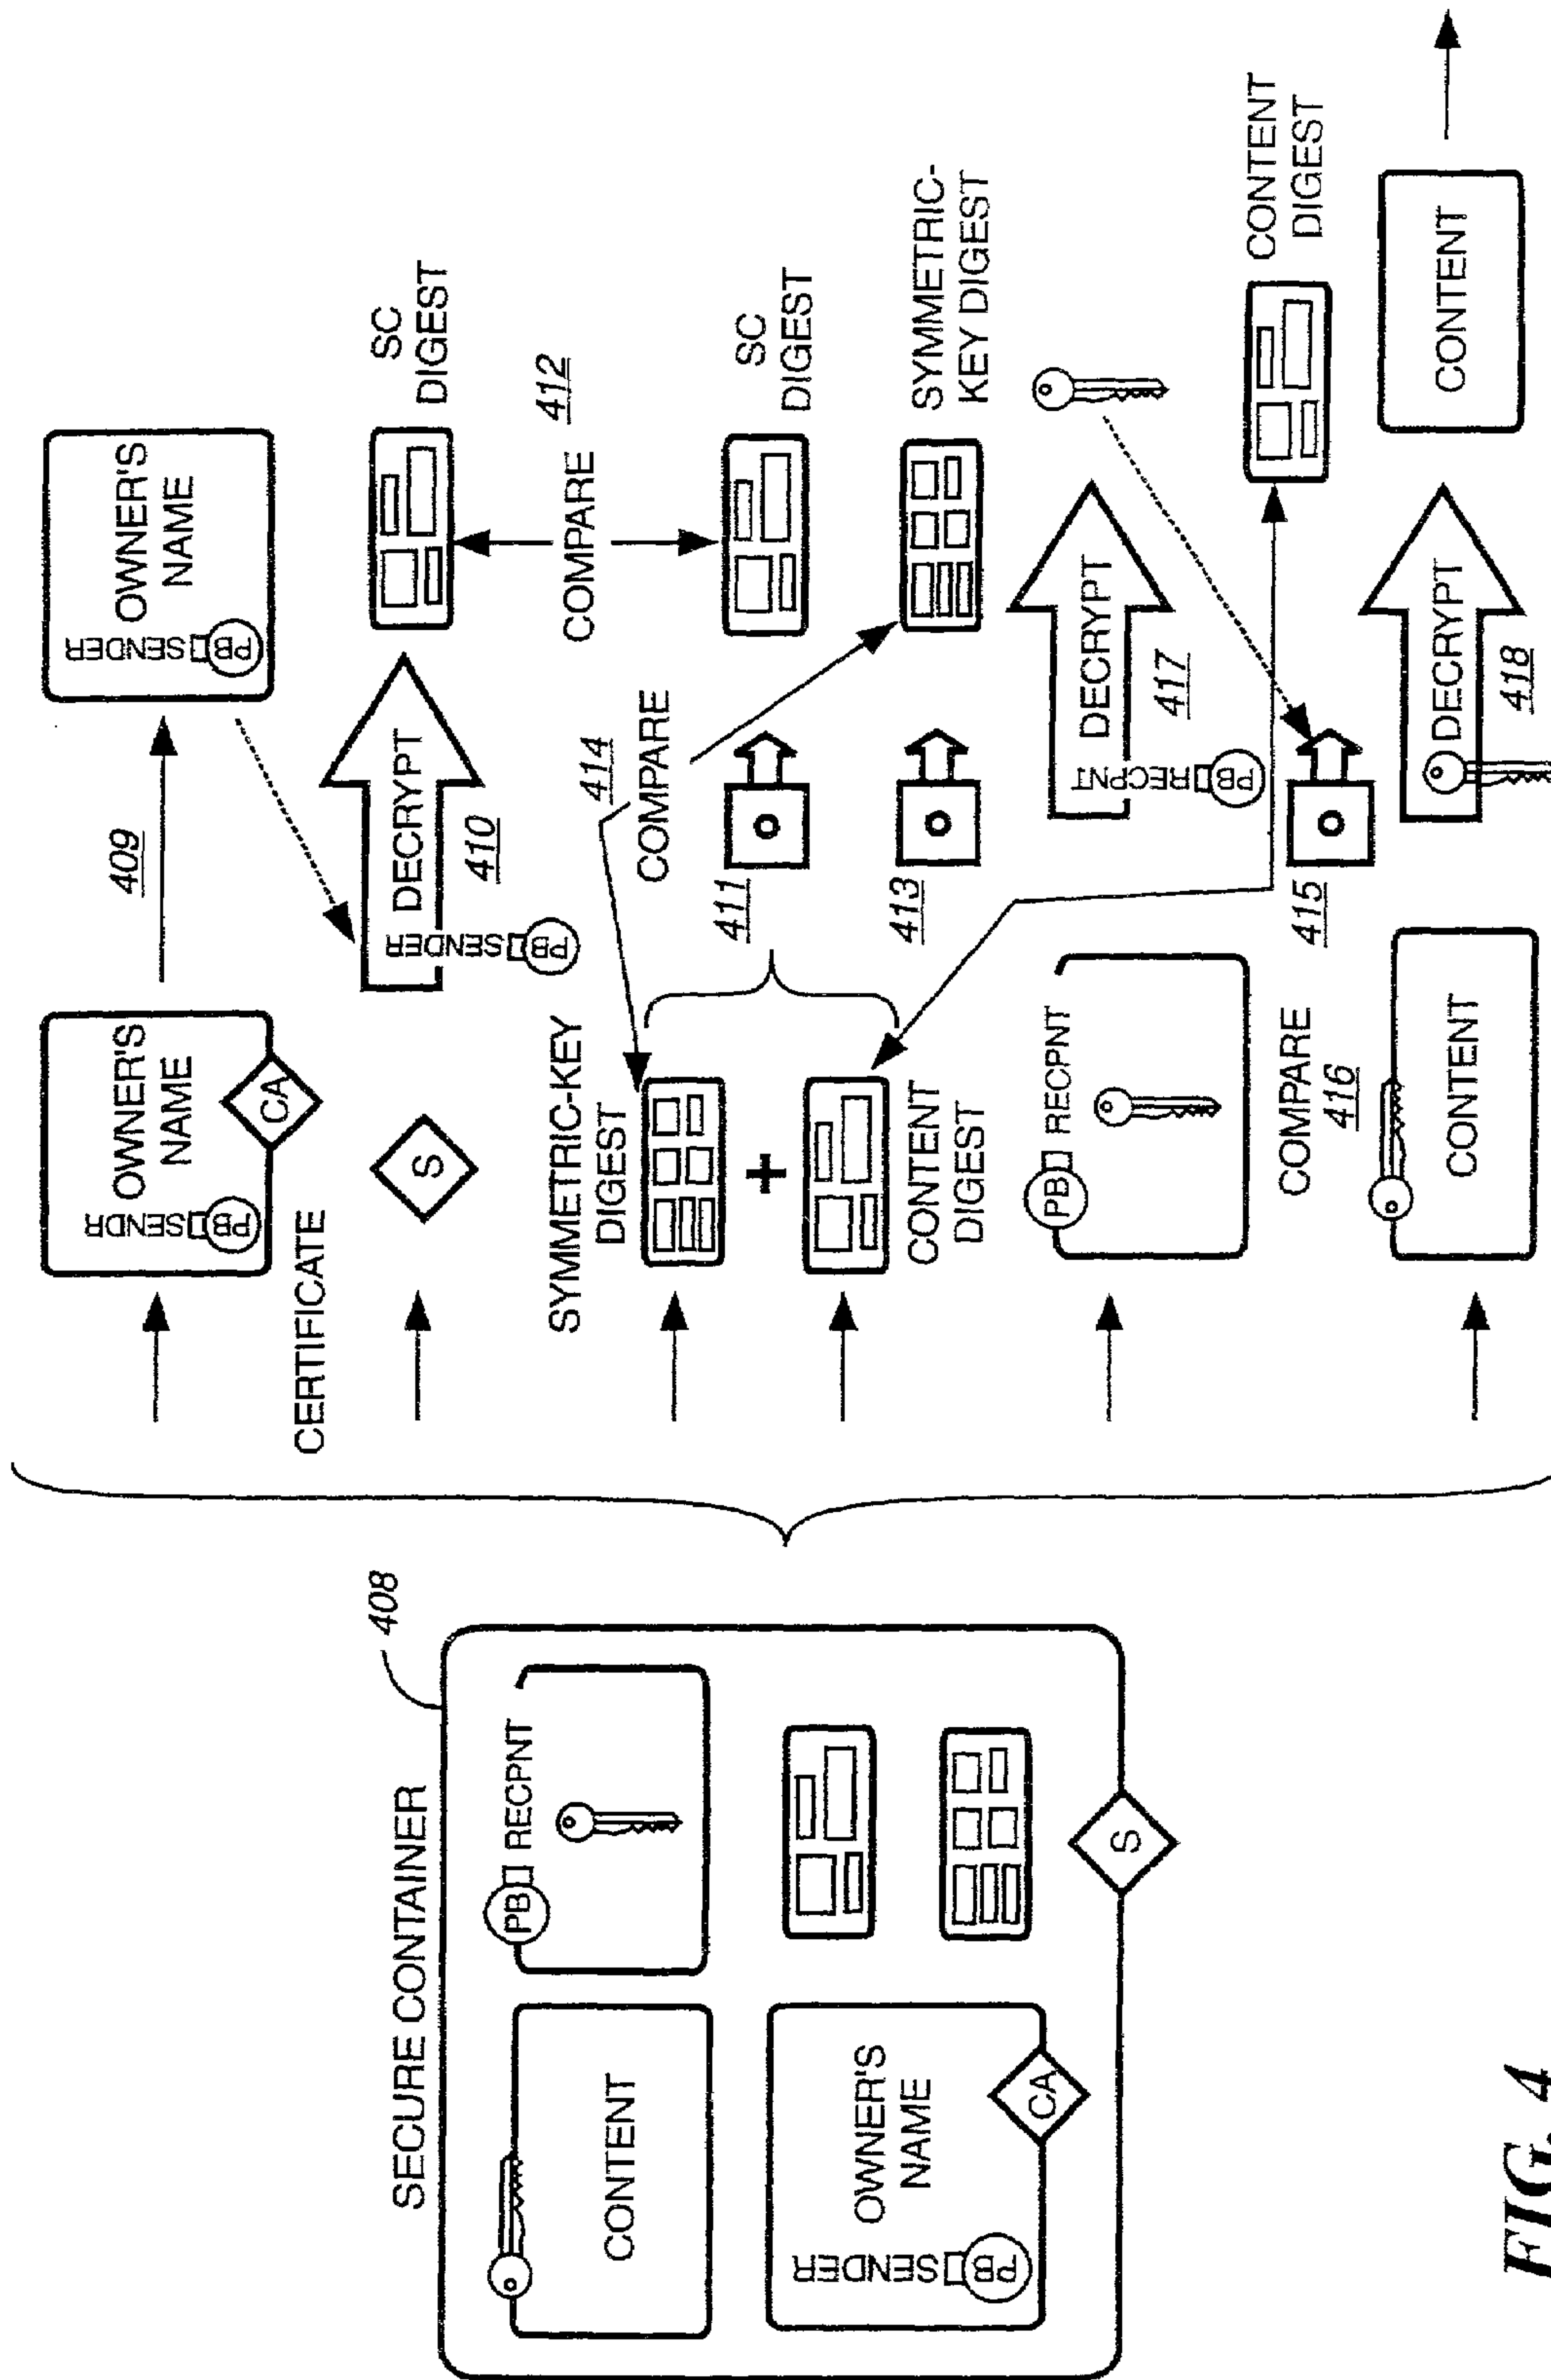 SECURE CONTAINER
408
CONTENT
PB RECPNT
SENDER
PB
OWNER'S
NAME
CA
S
SENDR
PB
OWNER'S
NAME
CA
CERTIFICATE
409
SENDER
PB
OWNER'S
NAME
S
SENDER
PB
DECRYPT
410
SC
DIGEST
COMPARE
412
SYMMETRIC-KEY
DIGEST
+
CONTENT
DIGEST
414
COMPARE
411
SC
DIGEST
413
SYMMETRIC-
KEY DIGEST
PB RECPNT
RECPNT
PB
DECRYPT
417
COMPARE
416
415
CONTENT
DIGEST
CONTENT
DECRYPT
418
CONTENT
FIG. 4